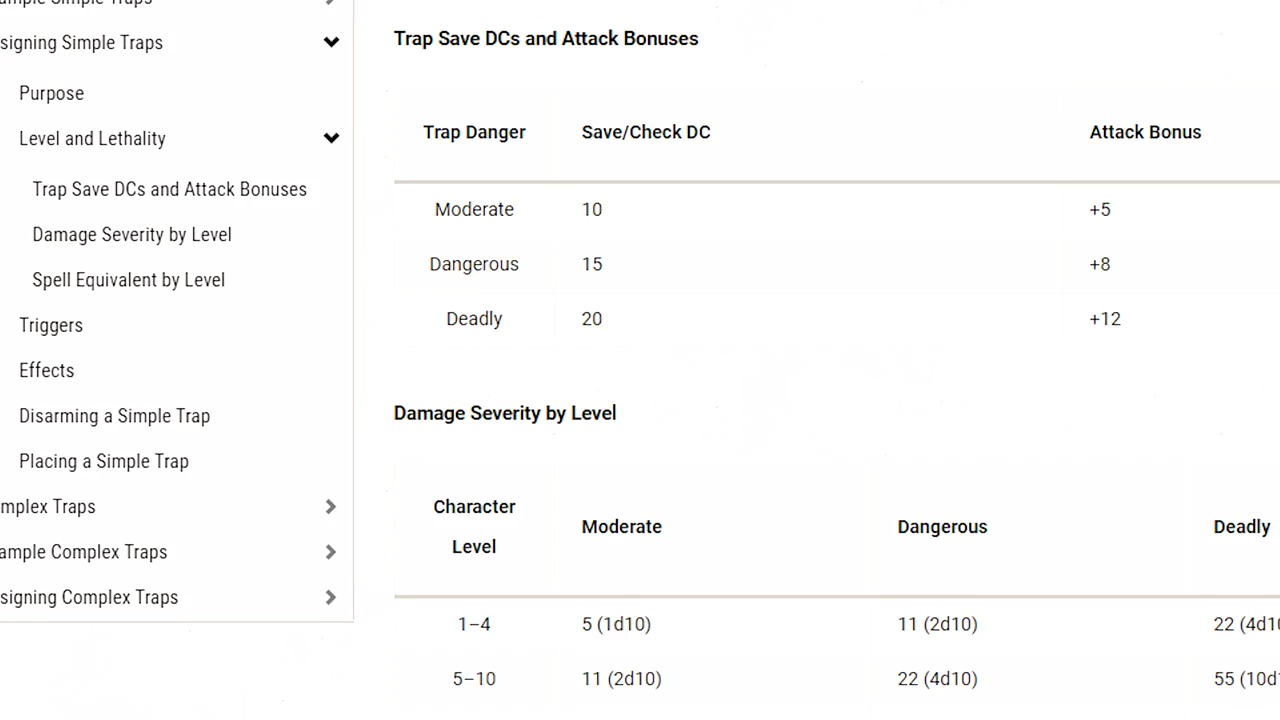 signing Simple Traps
Purpose
Level and Lethality
Trap Save DCs and Attack Bonuses
Damage Severity by Level
Spell Equivalent by Level
Triggers
Effects
Disarming a Simple Trap
Placing a Simple Trap
mplex Traps
ample Complex Traps
signing Complex Traps
Trap Save DCs and Attack Bonuses
Trap Danger Save/Check DC Attack Bonus
Moderate 10 +5
Dangerous 15 +8
Deadly 20 +12
Damage Severity by Level
Character
Level Moderate Dangerous Deadly
1–4 5 (1d10) 11 (2d10) 22 (4d10
5–10 11 (2d10) 22 (4d10) 55 (10d